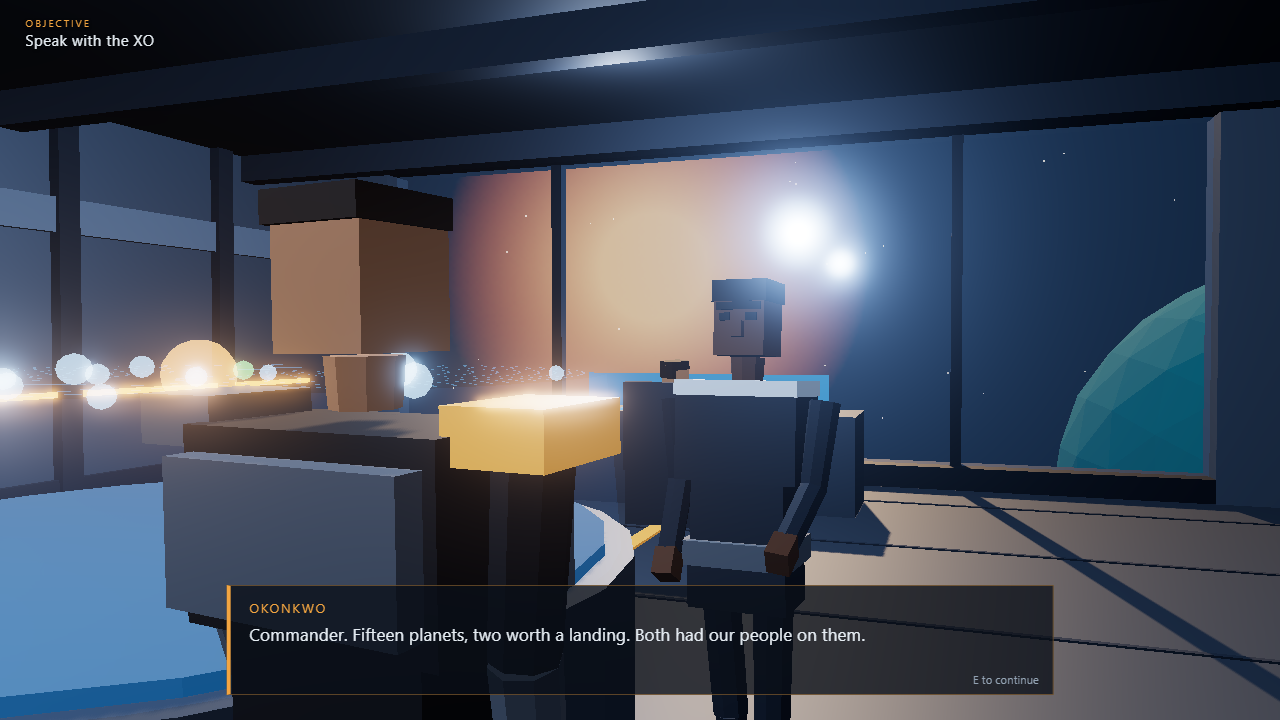 OBJECTIVE
Speak with the XO
OKONKWO
Commander. Fifteen planets, two worth a landing. Both had our people on them.
E to continue